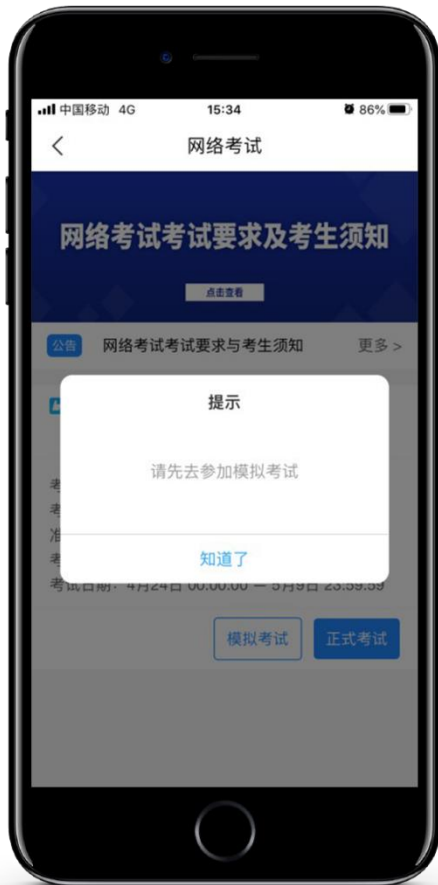 中国移动 4G 15:34 86%
网络考试
网络考试考试要求及考生须知
点击查看
公告 网络考试考试要求与考生须知 更多 >
提示
请先去参加模拟考试
考
考
准
考
知道了
考试日期：4月24日 00:00:00 — 5月9日 23:59:59
模拟考试 正式考试